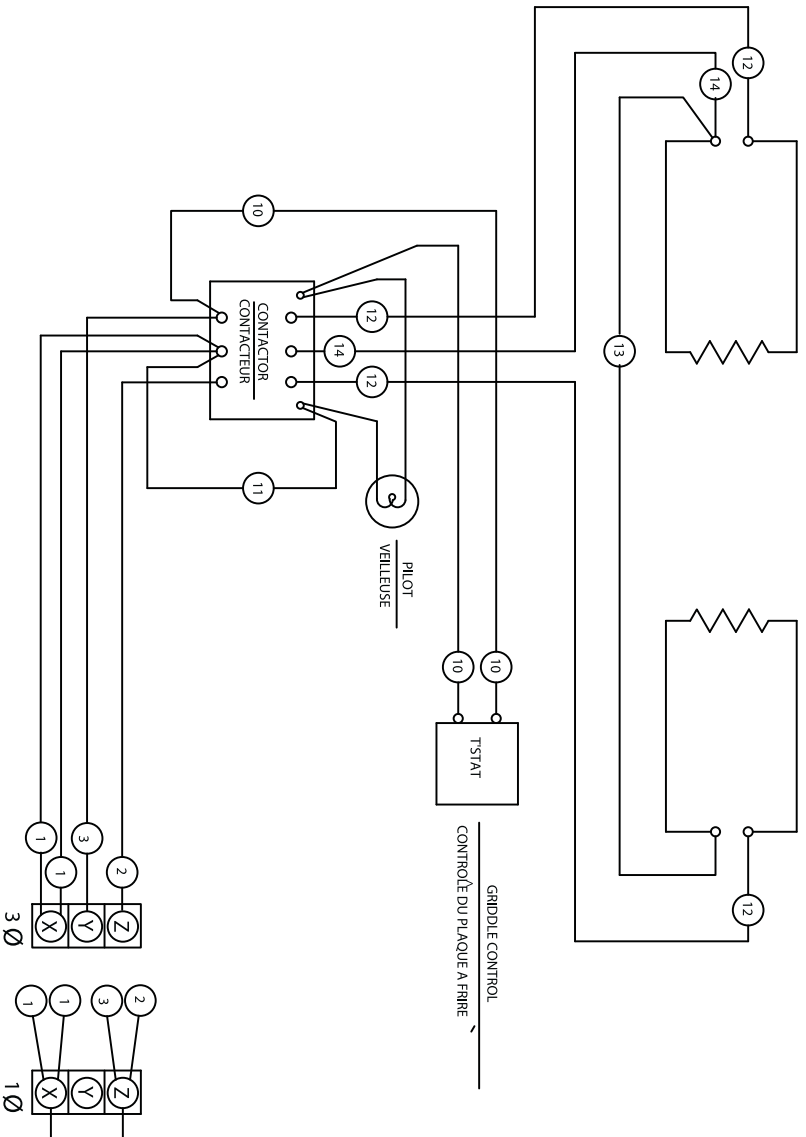 12
14
10
CONTACTOR
CONTACTEUR
12
14
12
13
11
PILOT
VEILLEUSE
10
10
T'STAT
GRIDDLE CONTROL
CONTROLE DU PLAQUE A FRIRE
12
1
1
3
2
X
Y
Z
3 Ø
1
1
3
2
X
Y
Z
1 Ø